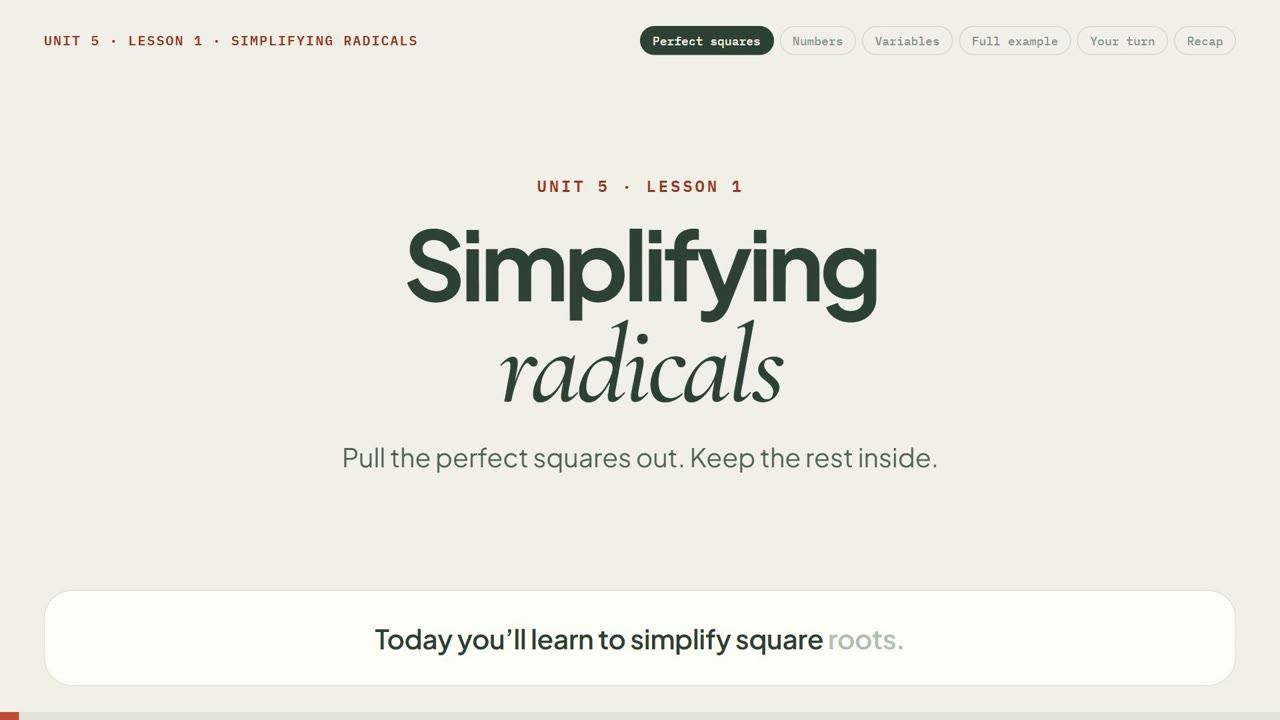 UNIT 5 · LESSON 1 · SIMPLIFYING RADICALS
Perfect squares
Numbers
Variables
Full example
Your turn
Recap
UNIT 5 · LESSON 1
Simplifying
radicals
Pull the perfect squares out. Keep the rest inside.
Today you’ll learn to simplify square roots.